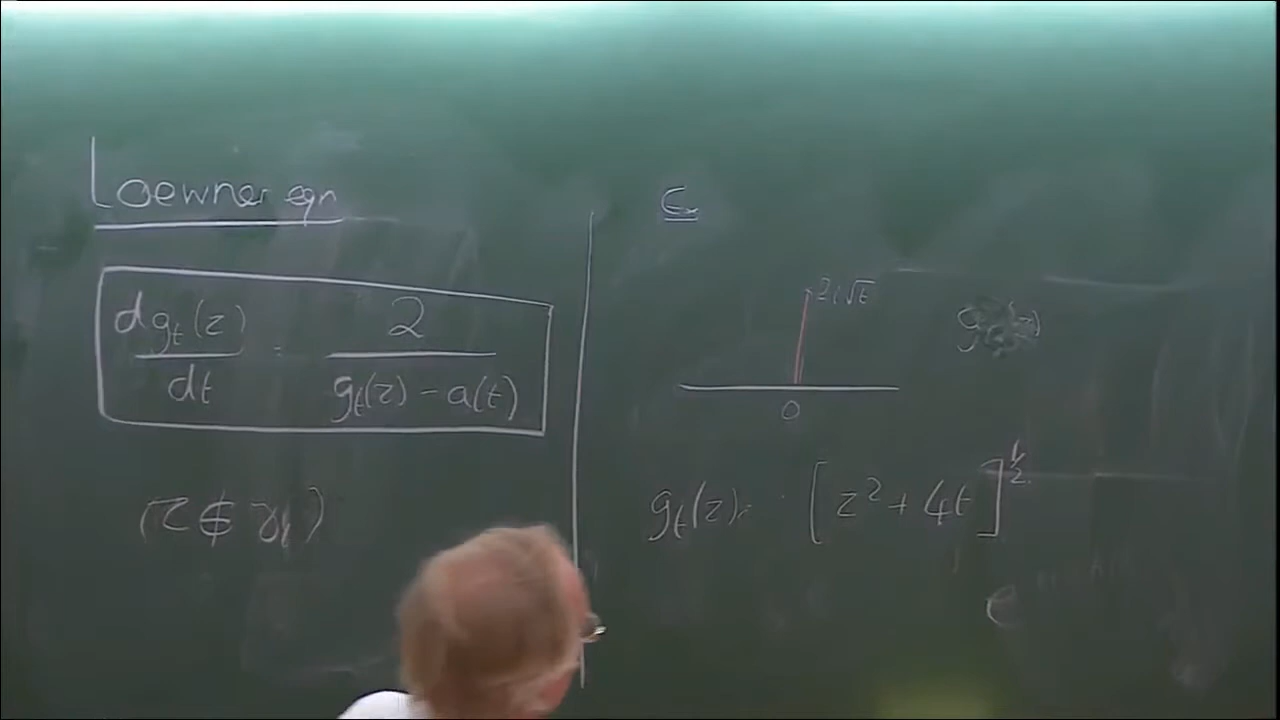 Loewner eqn
dg_t(z)/dt = 2/(g_t(z) - a(t))
(z ∉ γ_t)
2i√t
0
g_t(z) = [z² + 4t]^{1/2}